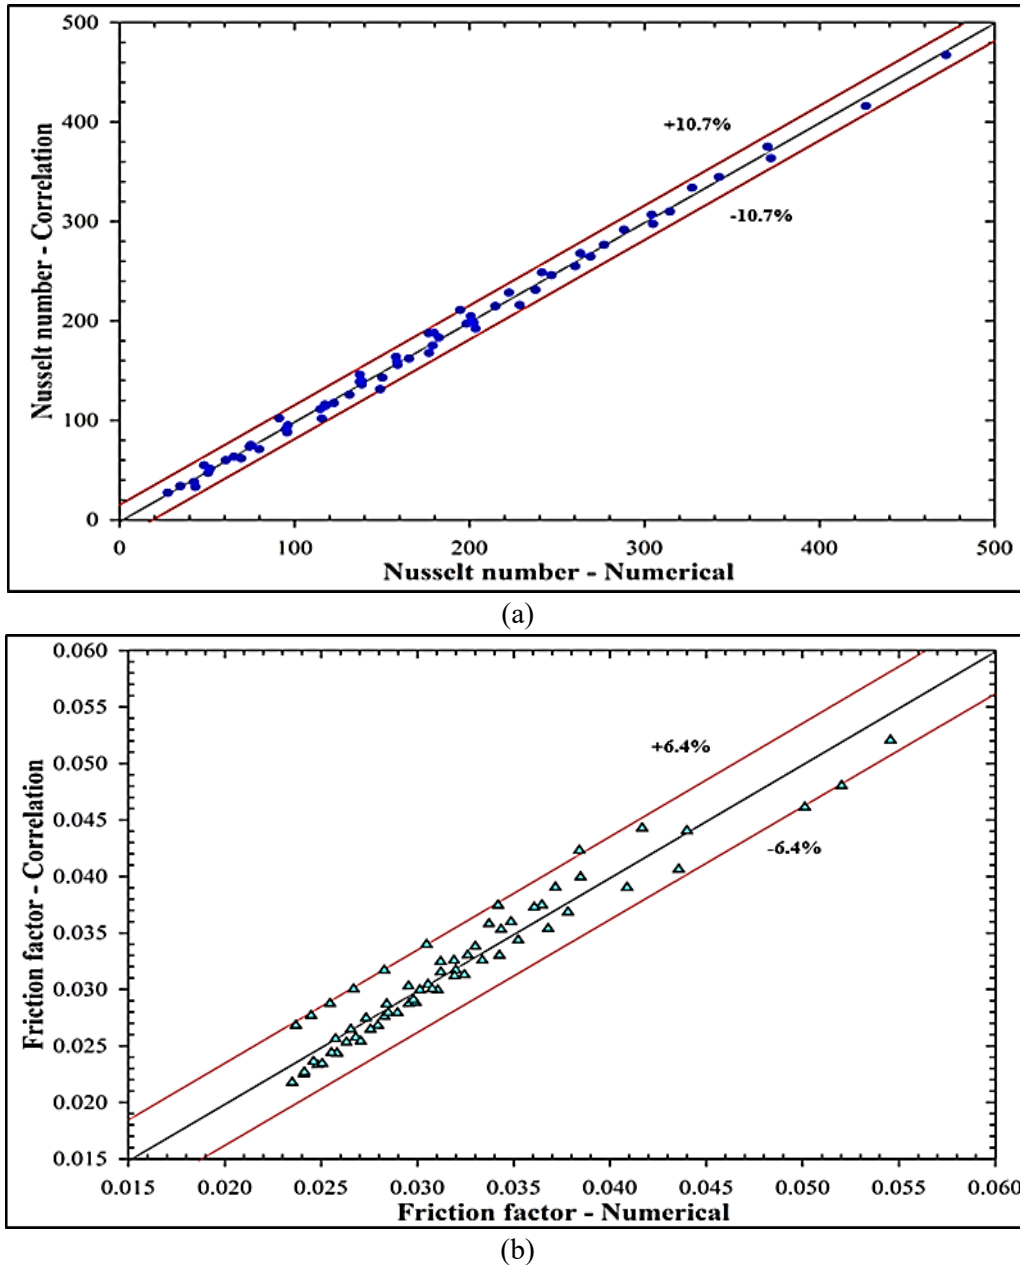 500
400
300
200
100
0
Nusselt number - Correlation
+10.7%
-10.7%
0 100 200 300 400 500
Nusselt number - Numerical
(a)
0.060
0.055
0.050
0.045
0.040
0.035
0.030
0.025
0.020
0.015
Friction factor - Correlation
+6.4%
-6.4%
0.015 0.020 0.025 0.030 0.035 0.040 0.045 0.050 0.055 0.060
Friction factor - Numerical
(b)